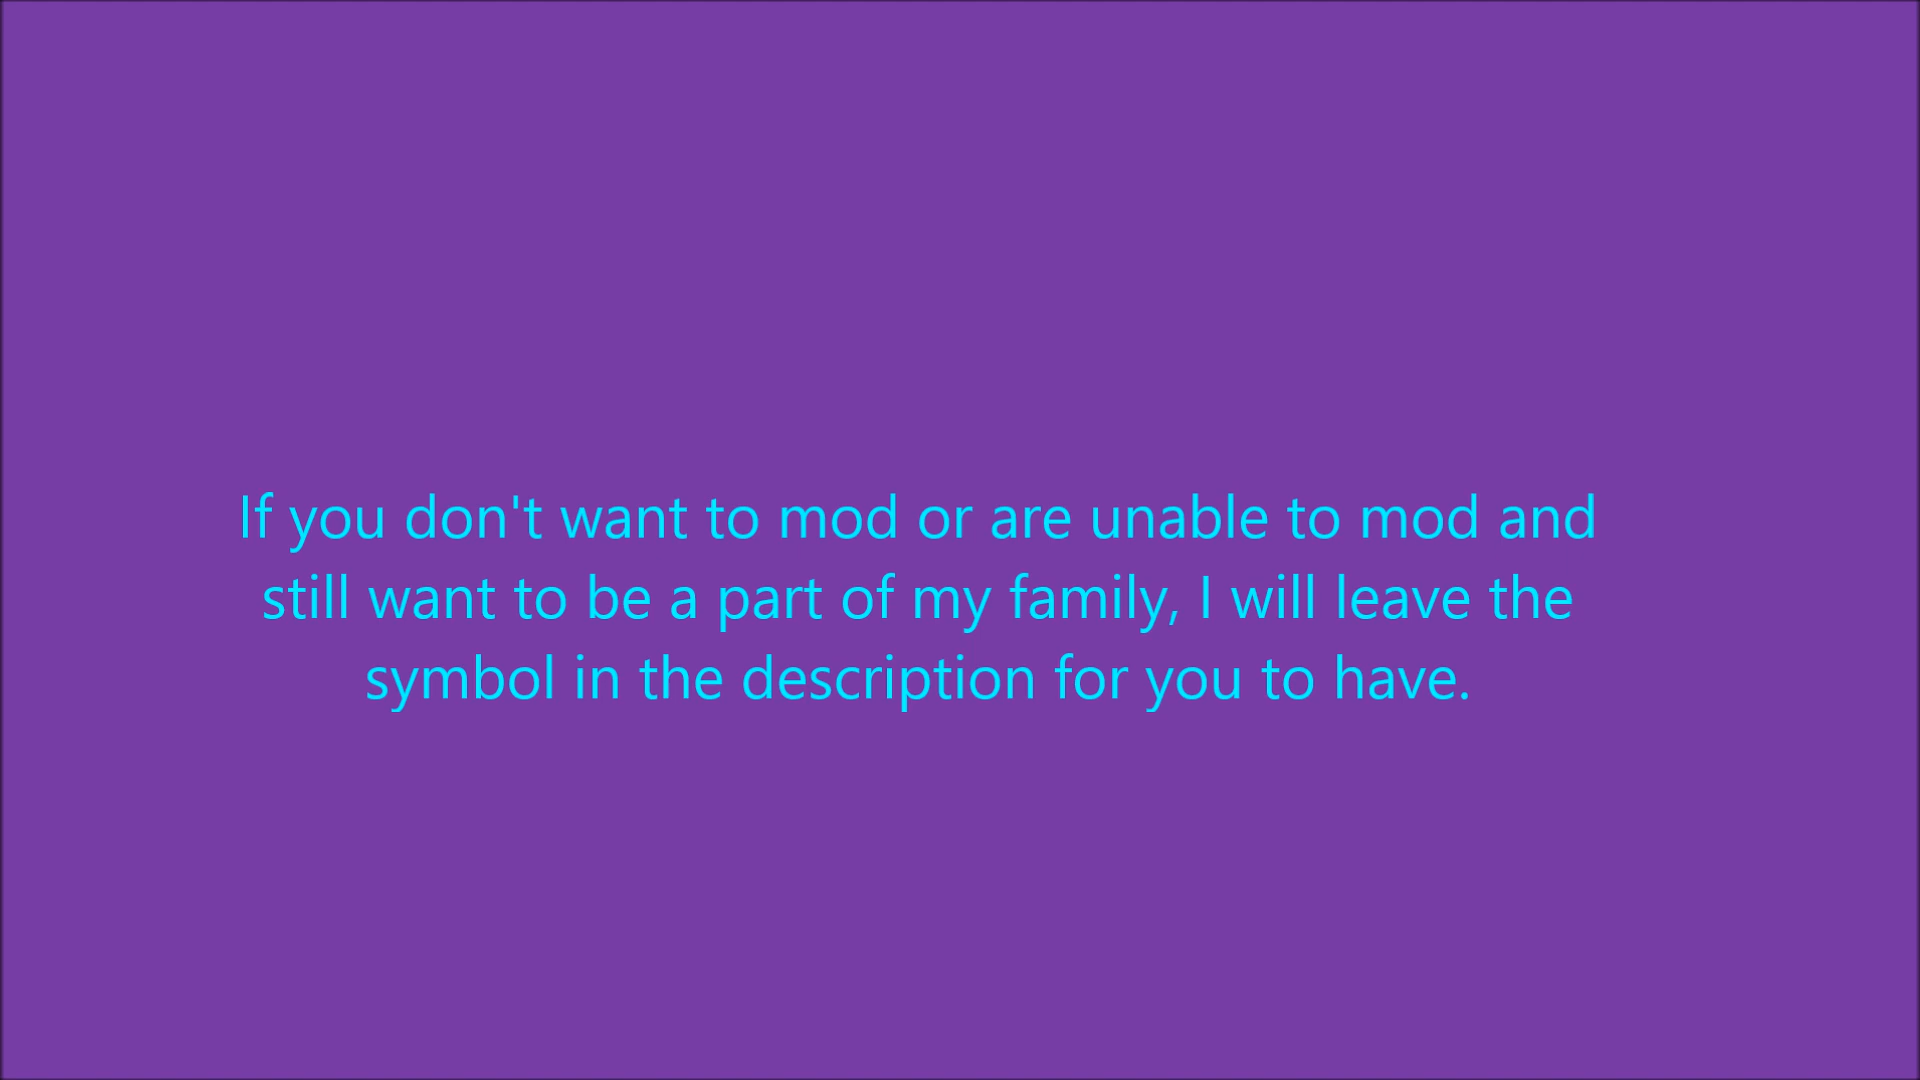 If you don't want to mod or are unable to mod and
still want to be a part of my family, I will leave the
symbol in the description for you to have.